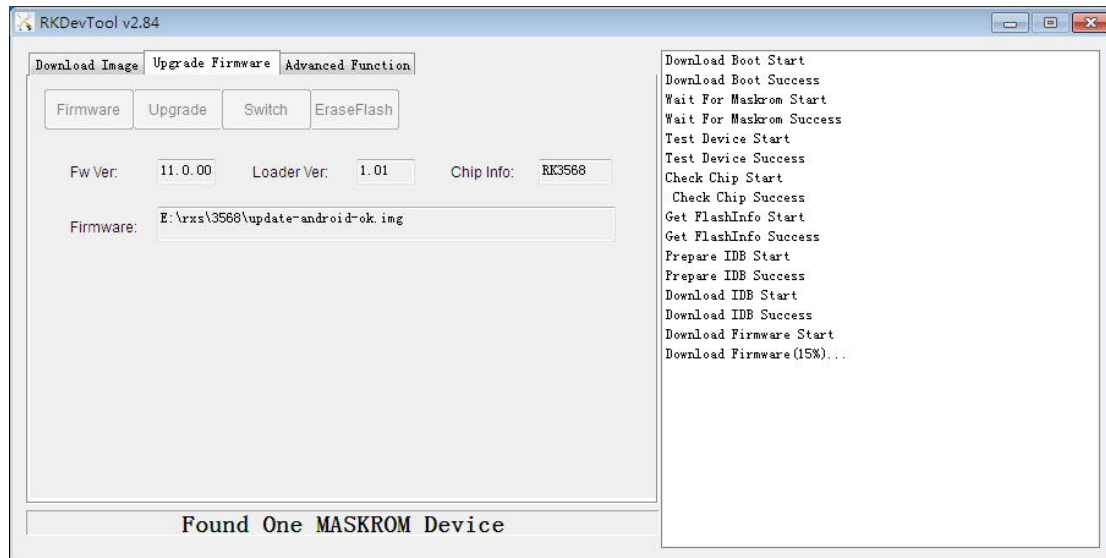 RKDevTool v2.84
Download Image Upgrade Firmware Advanced Function
Firmware Upgrade Switch EraseFlash
Fw Ver: 11.0.00 Loader Ver: 1.01 Chip Info: RK3568
Firmware: E:\rxs\3568\update-android-ok.img
Found One MASKROM Device
Download Boot Start
Download Boot Success
Wait For Maskrom Start
Wait For Maskrom Success
Test Device Start
Test Device Success
Check Chip Start
Check Chip Success
Get FlashInfo Start
Get FlashInfo Success
Prepare IDB Start
Prepare IDB Success
Download IDB Start
Download IDB Success
Download Firmware Start
Download Firmware(15%)...